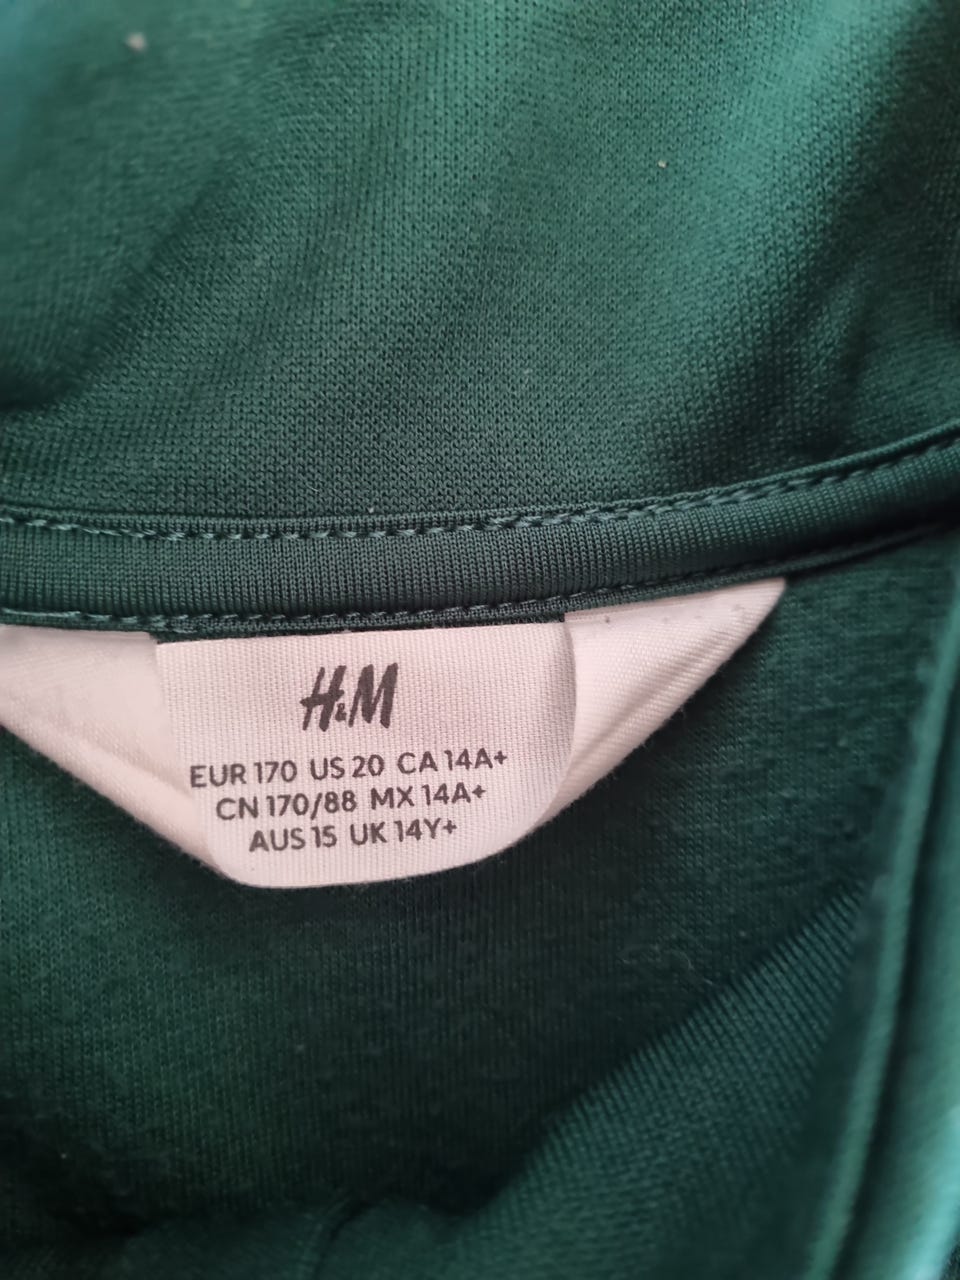 H&M
EUR 170 US 20 CA 14A+
CN 170/88 MX 14A+
AUS 15 UK 14Y+